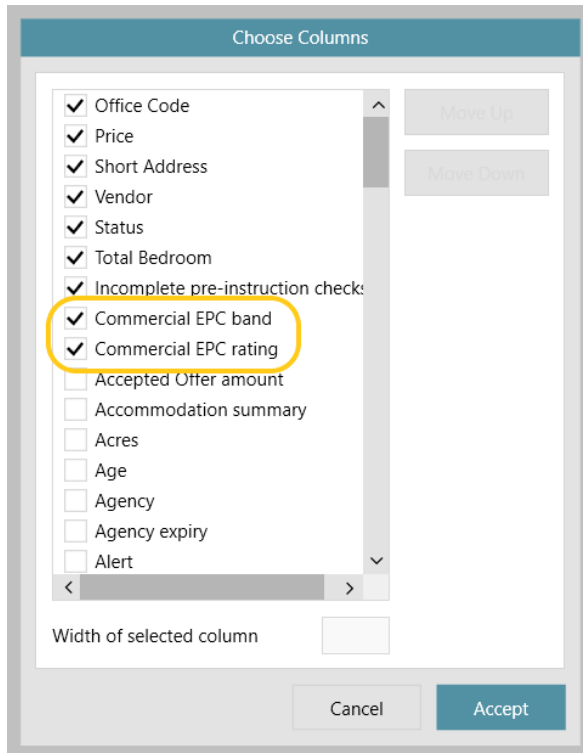 Choose Columns
Office Code
Price
Short Address
Vendor
Status
Total Bedroom
Incomplete pre-instruction checks
Commercial EPC band
Commercial EPC rating
Accepted Offer amount
Accommodation summary
Acres
Age
Agency
Agency expiry
Alert
Move Up
Move Down
Width of selected column
Cancel
Accept